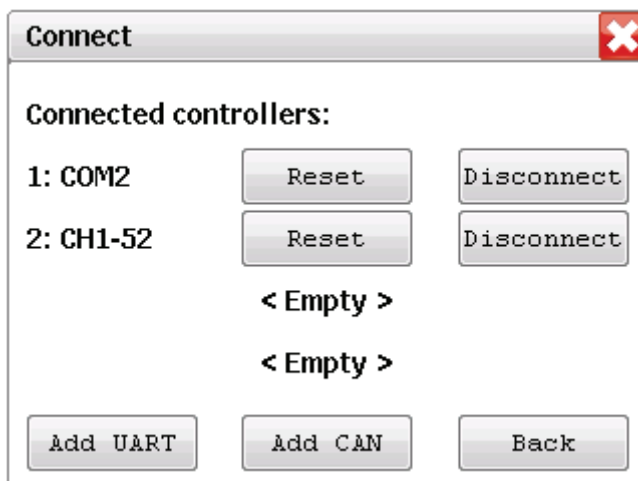 Connect
Connected controllers:
1: COM2 Reset Disconnect
2: CH1-52 Reset Disconnect
< Empty >
< Empty >
Add UART Add CAN Back